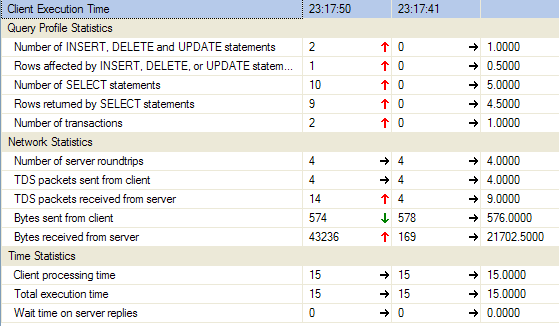 Client Execution Time 23:17:50 23:17:41
Query Profile Statistics
Number of INSERT, DELETE and UPDATE statements 2 ↑ 0 → 1.0000
Rows affected by INSERT, DELETE, or UPDATE statem... 1 ↑ 0 → 0.5000
Number of SELECT statements 10 ↑ 0 → 5.0000
Rows returned by SELECT statements 9 ↑ 0 → 4.5000
Number of transactions 2 ↑ 0 → 1.0000
Network Statistics
Number of server roundtrips 4 → 4 → 4.0000
TDS packets sent from client 4 → 4 → 4.0000
TDS packets received from server 14 ↑ 4 → 9.0000
Bytes sent from client 574 ↓ 578 → 576.0000
Bytes received from server 43236 ↑ 169 → 21702.5000
Time Statistics
Client processing time 15 → 15 → 15.0000
Total execution time 15 → 15 → 15.0000
Wait time on server replies 0 → 0 → 0.0000